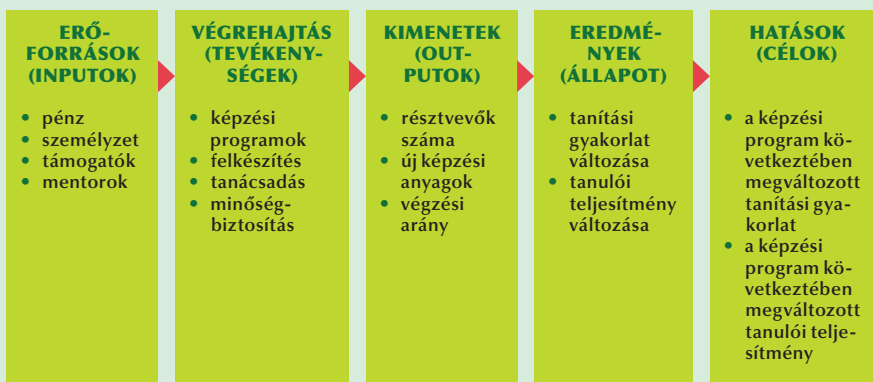 ERŐ-
FORRÁSOK
(INPUTOK)
• pénz
• személyzet
• támogatók
• mentorok
VÉGREHAJTÁS
(TEVÉKENY-
SÉGEK)
• képzési
programok
• felkészítés
• tanácsadás
• minőség-
biztosítás
KIMENETEK
(OUT-
PUTOK)
• résztvevők
száma
• új képzési
anyagok
• végzési
arány
EREDMÉ-
NYEK
(ÁLLAPOT)
• tanítási
gyakorlat
változása
• tanulói
teljesítmény
változása
HATÁSOK
(CÉLOK)
• a képzési
program kö-
vetkeztében
megváltozott
tanítási gya-
korlat
• a képzési
program kö-
vetkeztében
megváltozott
tanulói telje-
sítmény